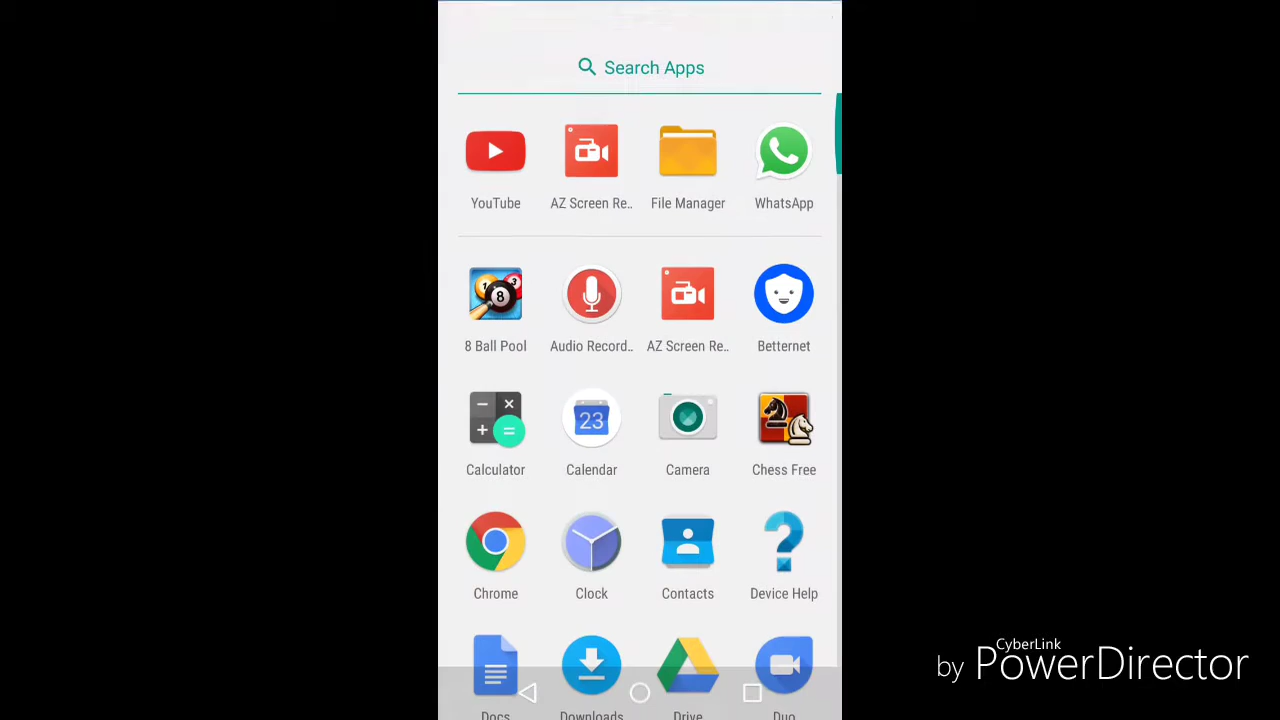 Search Apps
YouTube
AZ Screen Re..
File Manager
WhatsApp
8 Ball Pool
Audio Record..
AZ Screen Re..
Betternet
Calculator
23
Calendar
Camera
Chess Free
Chrome
Clock
Contacts
Device Help
Docs
Downloads
Drive
Duo
CyberLink
by PowerDirector